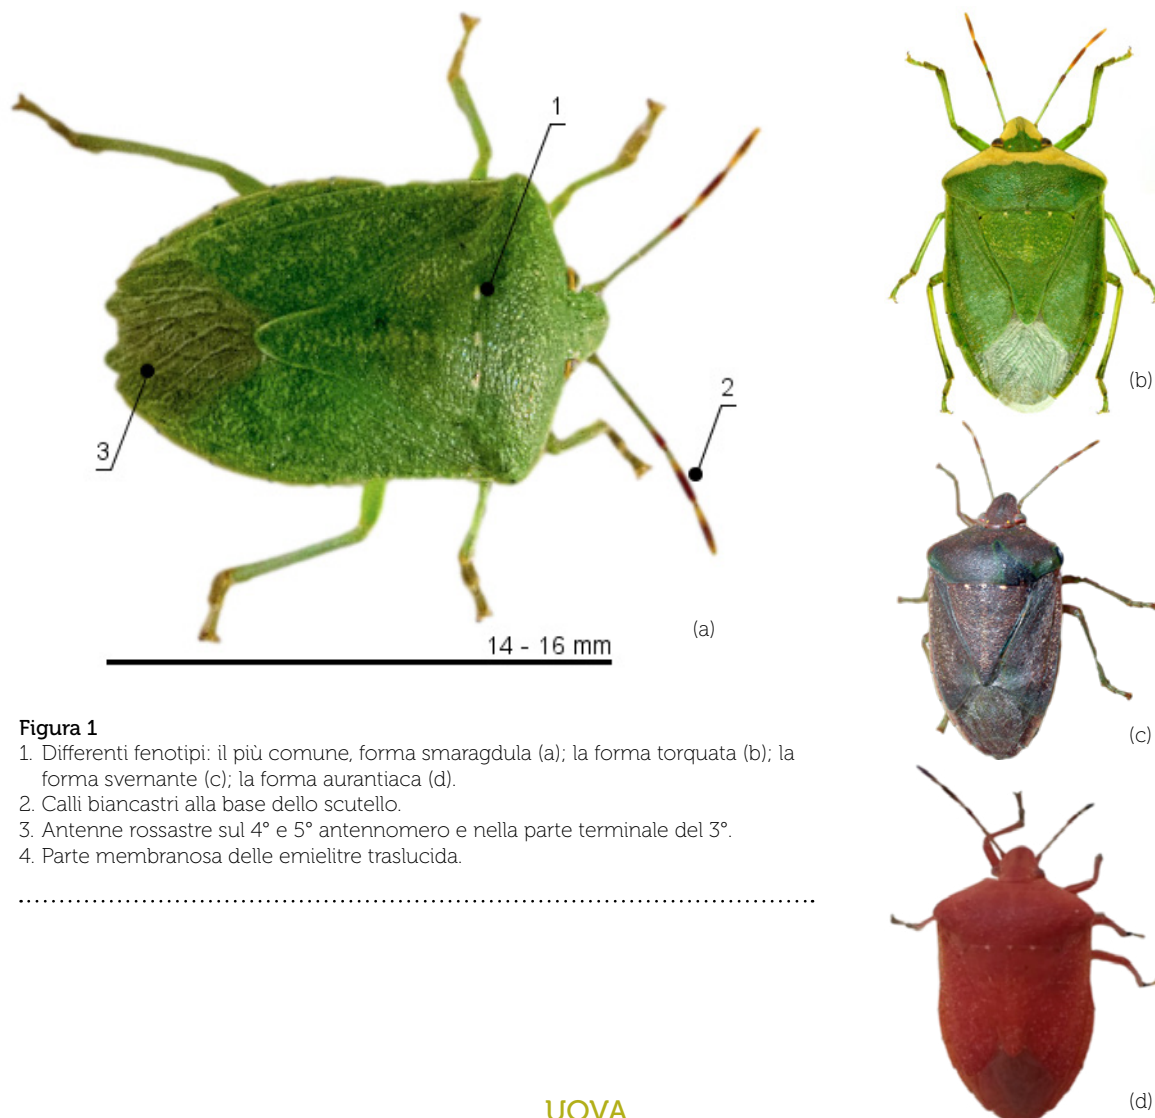 1
2
3
14 - 16 mm
(a)
(b)
(c)
(d)
Figura 1
1. Differenti fenotipi: il più comune, forma smaragdula (a); la forma torquata (b); la
forma svernante (c); la forma aurantiaca (d).
2. Calli biancastri alla base dello scutello.
3. Antenne rossastre sul 4° e 5° antennomero e nella parte terminale del 3°.
4. Parte membranosa delle emielitre traslucida.
UOVA